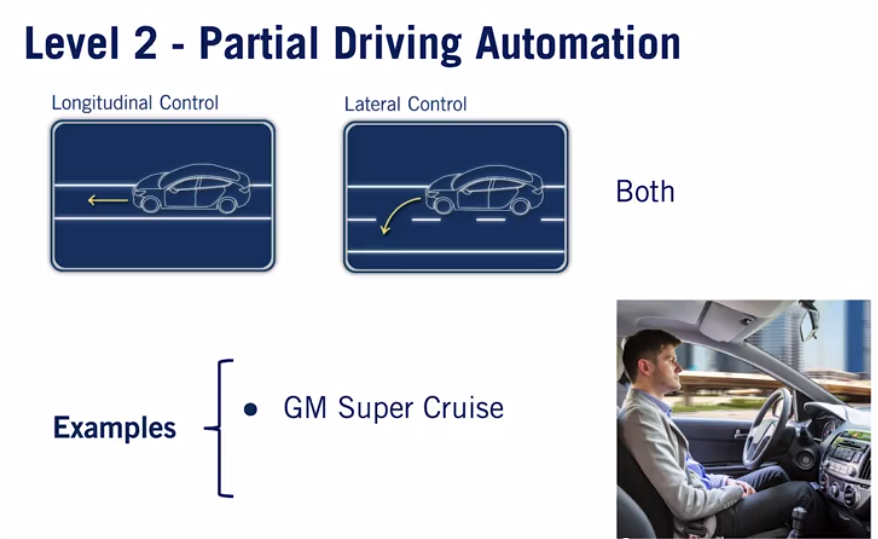 Level 2 - Partial Driving Automation
Longitudinal Control
Lateral Control
Both
Examples
• GM Super Cruise